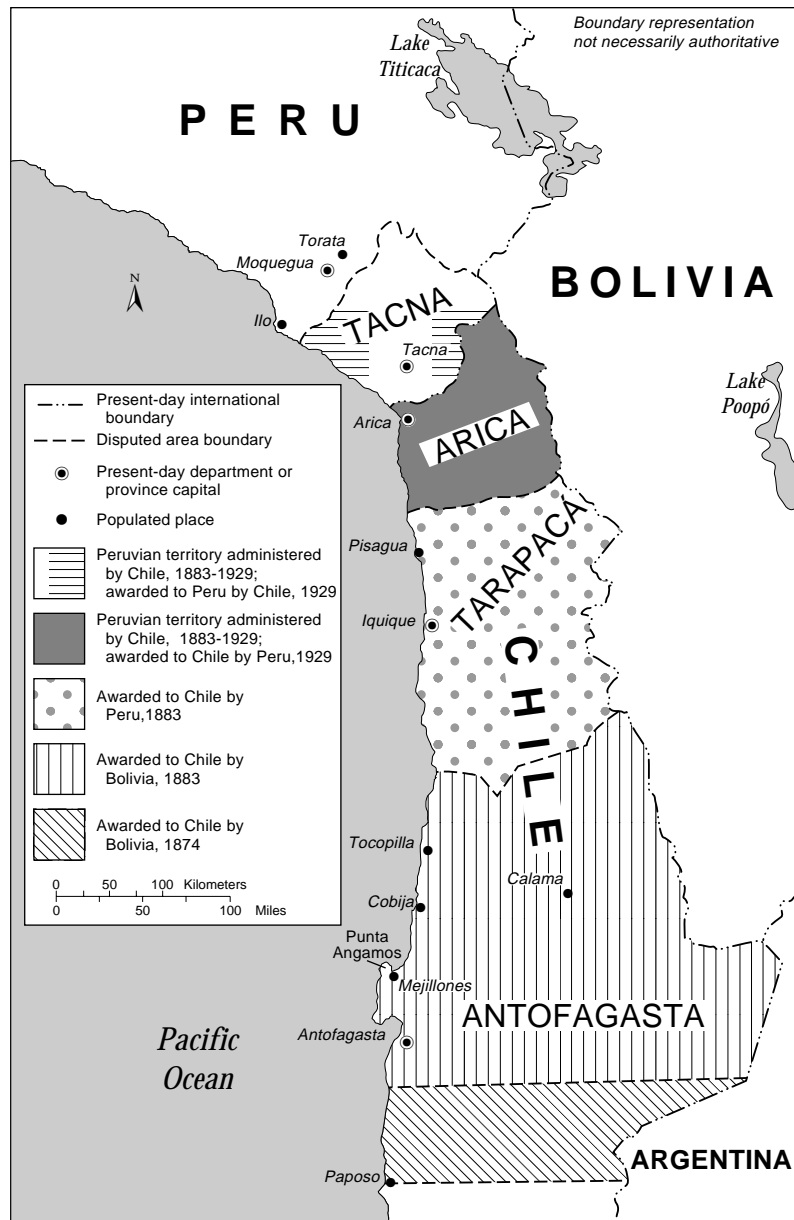 Boundary representation
not necessarily authoritative
Lake
Titicaca
PERU
Torata
Moquegua
N
BOLIVIA
TACNA
Ilo
Tacna
Lake
Poopó
Arica
ARICA
Present-day international
boundary
Disputed area boundary
Present-day department or
province capital
Populated place
Peruvian territory administered
by Chile, 1883-1929;
awarded to Peru by Chile, 1929
Peruvian territory administered
by Chile, 1883-1929;
awarded to Chile by Peru,1929
Awarded to Chile by
Peru,1883
Awarded to Chile by
Bolivia, 1883
Awarded to Chile by
Bolivia, 1874
0 50 100 Kilometers
0 50 100 Miles
Pisagua
TARAPACÁ
Iquique
CHILE
Tocopilla
Calama
Cobija
Punta
Angamos
Mejillones
ANTOFAGASTA
Antofagasta
Pacific
Ocean
ARGENTINA
Paposo